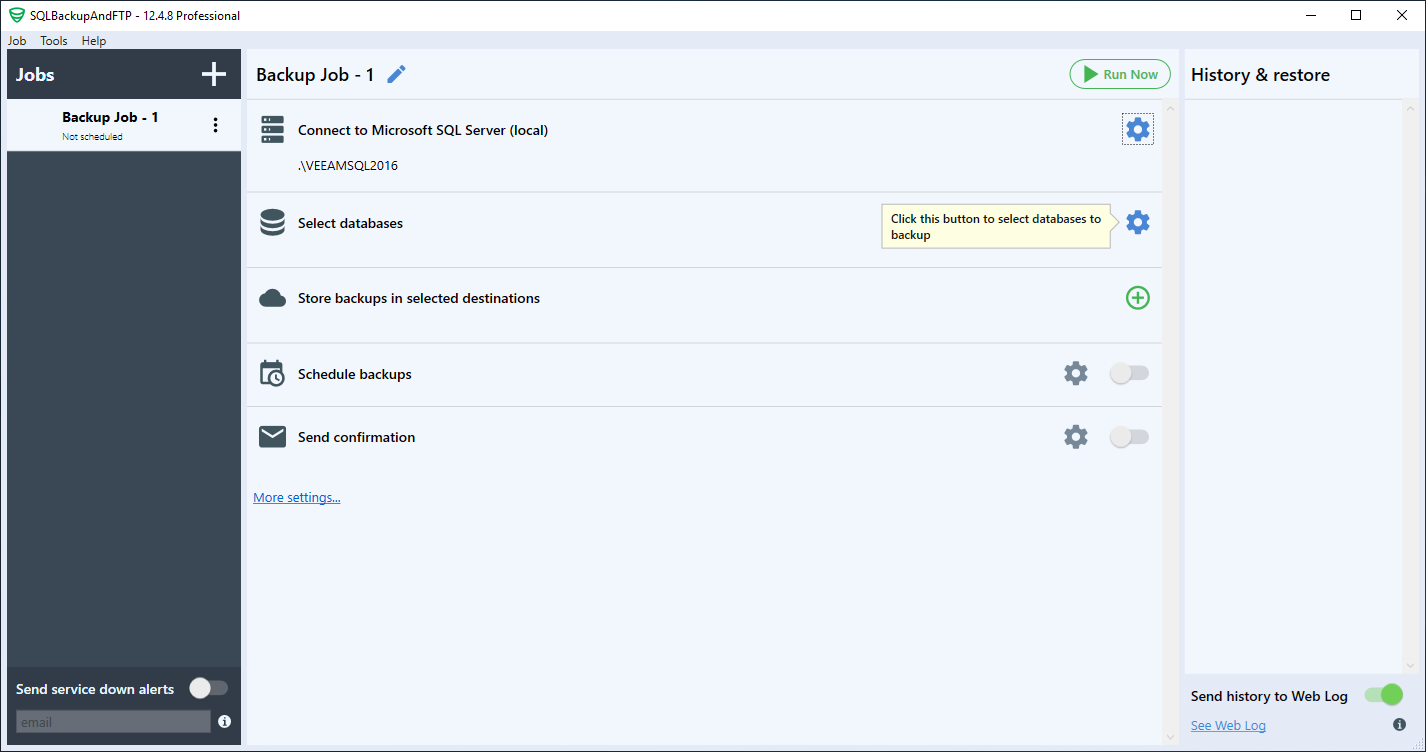 SQLBackupAndFTP - 12.4.8 Professional
Job Tools Help
Jobs
Backup Job - 1
Not scheduled
Send service down alerts
email
Backup Job - 1
Run Now
Connect to Microsoft SQL Server (local)
.\VEEAMSQL2016
Select databases
Click this button to select databases to
backup
Store backups in selected destinations
Schedule backups
Send confirmation
More settings...
History & restore
Send history to Web Log
See Web Log